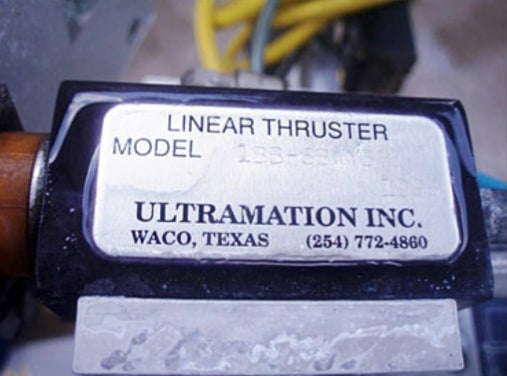 LINEAR THRUSTER
MODEL
ULTRAMATION INC.
WACO, TEXAS (254) 772-4860